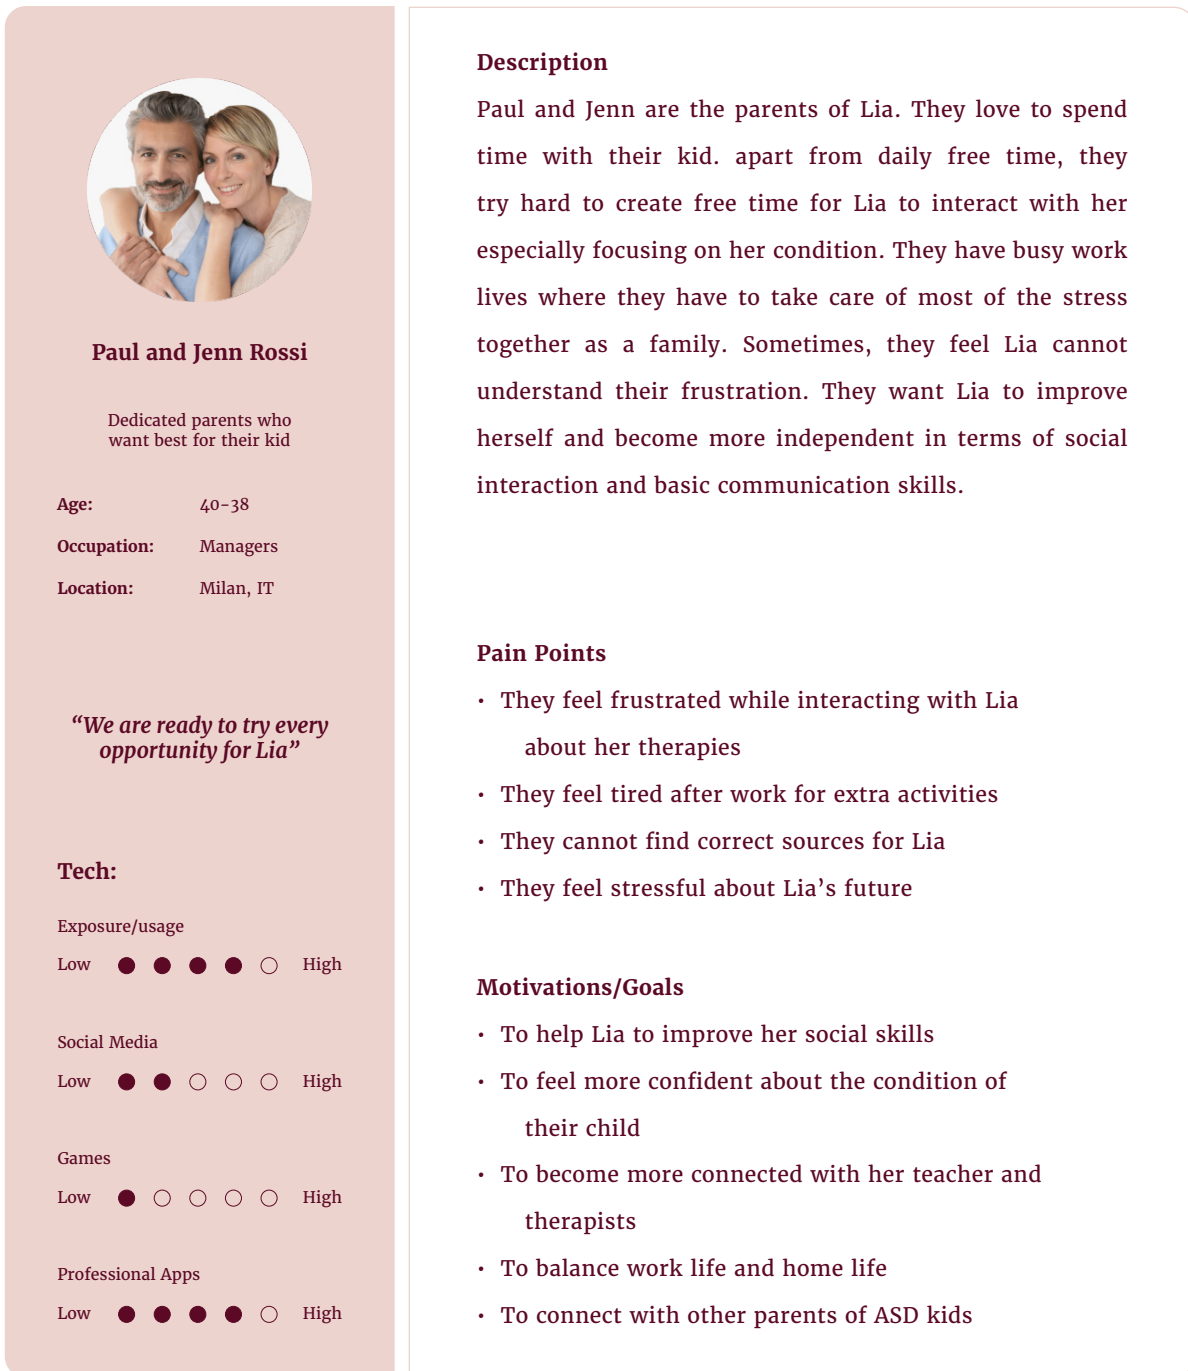 Paul and Jenn Rossi
Dedicated parents who
want best for their kid
Age: 40-38
Occupation: Managers
Location: Milan, IT
“We are ready to try every
opportunity for Lia”
Tech:
Exposure/usage
Low High
Social Media
Low High
Games
Low High
Professional Apps
Low High
Description
Paul and Jenn are the parents of Lia. They love to spend
time with their kid. apart from daily free time, they
try hard to create free time for Lia to interact with her
especially focusing on her condition. They have busy work
lives where they have to take care of most of the stress
together as a family. Sometimes, they feel Lia cannot
understand their frustration. They want Lia to improve
herself and become more independent in terms of social
interaction and basic communication skills.
Pain Points
• They feel frustrated while interacting with Lia
about her therapies
• They feel tired after work for extra activities
• They cannot find correct sources for Lia
• They feel stressful about Lia’s future
Motivations/Goals
• To help Lia to improve her social skills
• To feel more confident about the condition of
their child
• To become more connected with her teacher and
therapists
• To balance work life and home life
• To connect with other parents of ASD kids